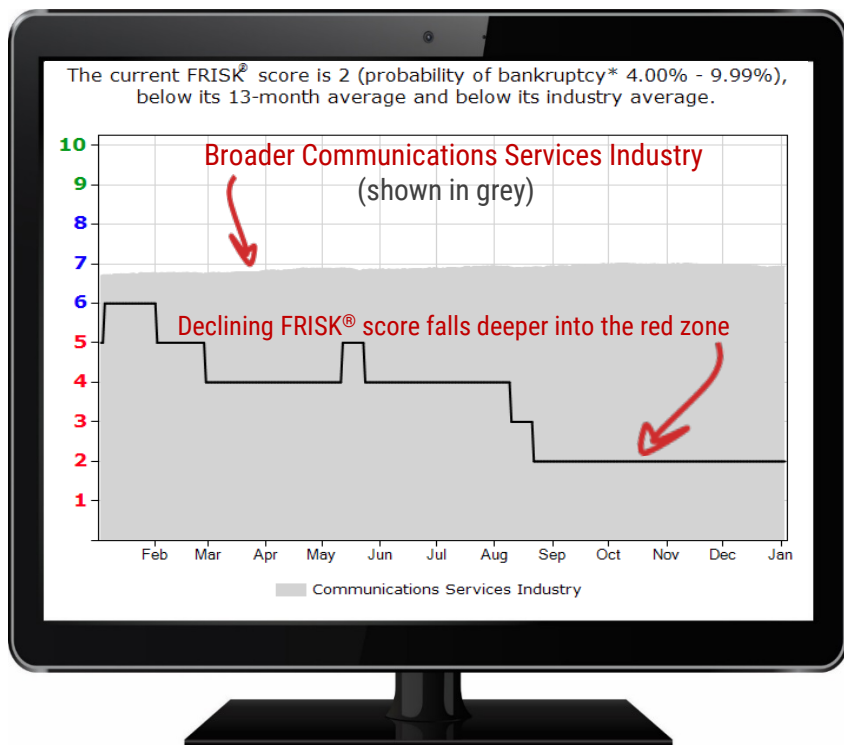 The current FRISK® score is 2 (probability of bankruptcy* 4.00% - 9.99%),
below its 13-month average and below its industry average.
10
Broader Communications Services Industry
9
(shown in grey)
8
7
6
Declining FRISK® score falls deeper into the red zone
5
4
3
2
1
Feb Mar Apr May Jun Jul Aug Sep Oct Nov Dec Jan
Communications Services Industry